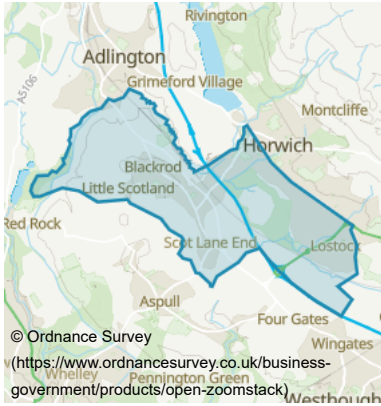 Rivington
Adlington
Grimeford Village
A5106
Montcliffe
Horwich
Blackrod
Little Scotland
Red Rock
Scot Lane End
Lostock
Aspull
Four Gates
© Ordnance Survey
Wingates
(https://www.ordnancesurvey.co.uk/business-
Whelley
Pennington Green
government/products/open-zoomstack)
Westhough